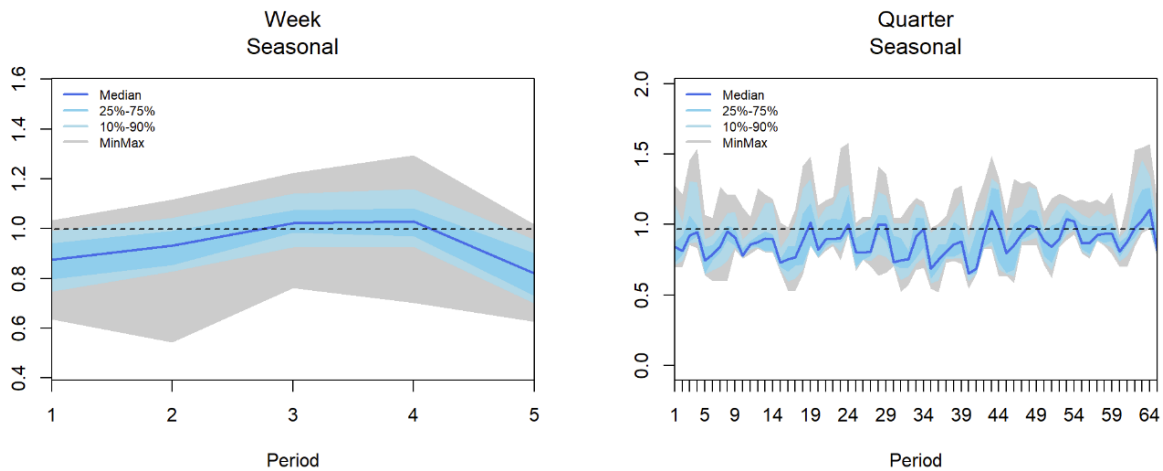 Week
Seasonal
1.6
1.4
1.2
1.0
0.8
0.6
0.4
Median
25%-75%
10%-90%
MinMax
1 2 3 4 5
Period
Quarter
Seasonal
2.0
1.5
1.0
0.5
0.0
Median
25%-75%
10%-90%
MinMax
1 5 9 14 19 24 29 34 39 44 49 54 59 64
Period